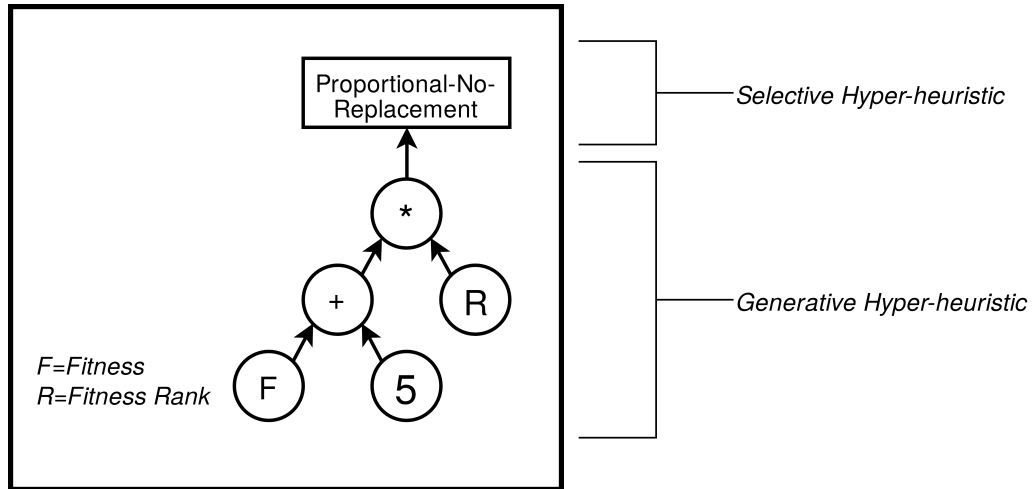 Proportional-No-
Replacement
Selective Hyper-heuristic
*
+
R
Generative Hyper-heuristic
F=Fitness
R=Fitness Rank
F
5